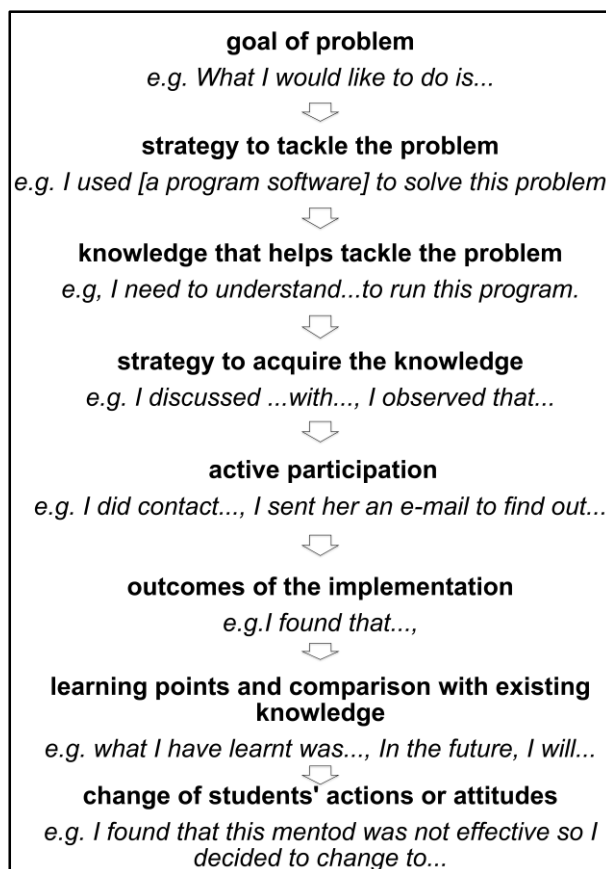 goal of problem
e.g. What I would like to do is...
strategy to tackle the problem
e.g. I used [a program software] to solve this problem
knowledge that helps tackle the problem
e.g, I need to understand...to run this program.
strategy to acquire the knowledge
e.g. I discussed ...with..., I observed that...
active participation
e.g. I did contact..., I sent her an e-mail to find out...
outcomes of the implementation
e.g.I found that...,
learning points and comparison with existing
knowledge
e.g. what I have learnt was..., In the future, I will...
change of students' actions or attitudes
e.g. I found that this mentod was not effective so I
decided to change to...